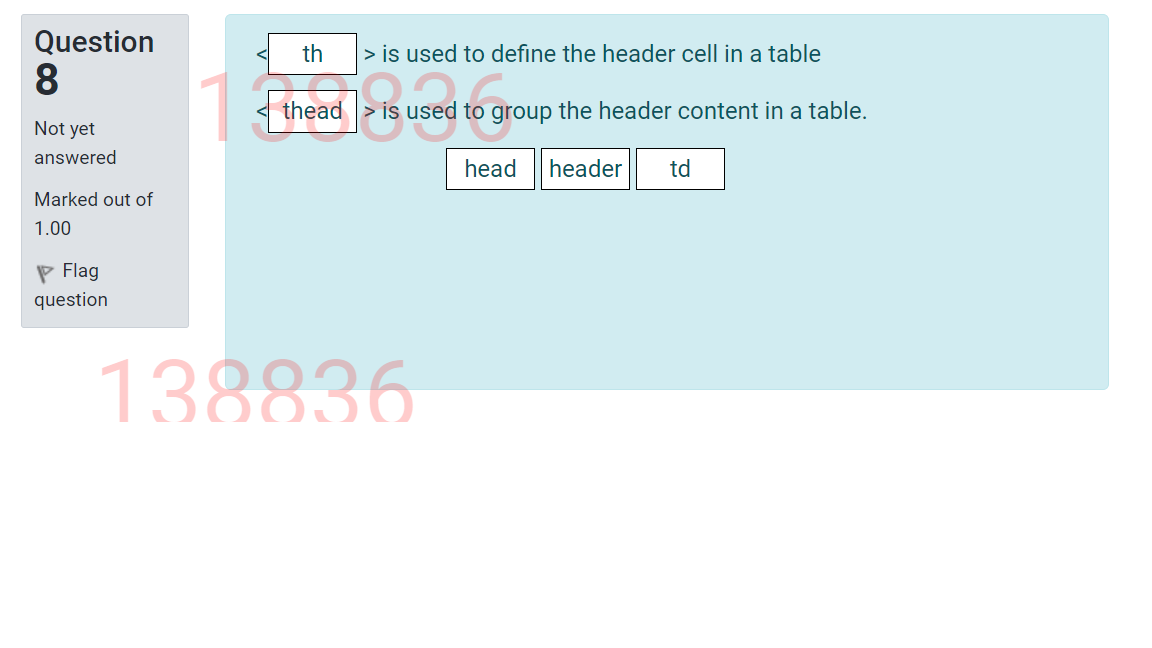 Question
8
Not yet
answered
Marked out of
1.00
Flag
question
< th > is used to define the header cell in a table
< thead > is used to group the header content in a table.
head header td
138836
138836